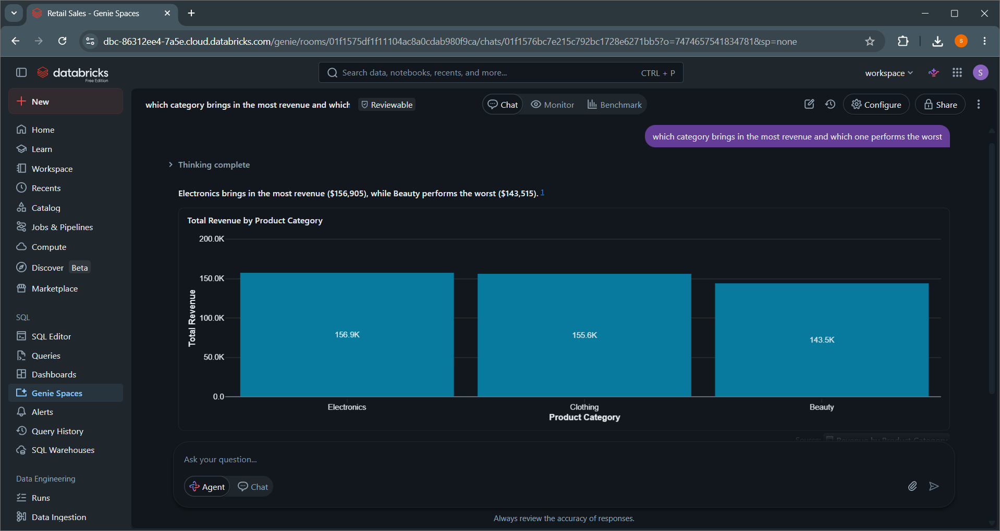 Retail Sales - Genie Spaces
dbc-86312ee4-7a5e.cloud.databricks.com/genie/rooms/01f1575df1f11104ac8a0cdab980f9ca/chats/01f1576bc7e215c792bc1728e6271bb5?o=7474657541834781&sp=none
S
databricks
Free Edition
Search data, notebooks, recents, and more...
CTRL + P
workspace
S
New
Home
Learn
Workspace
Recents
Catalog
Jobs & Pipelines
Compute
Discover Beta
Marketplace
SQL
SQL Editor
Queries
Dashboards
Genie Spaces
Alerts
Query History
SQL Warehouses
Data Engineering
Runs
Data Ingestion
which category brings in the most revenue and which
Reviewable
Chat
Monitor
Benchmark
Configure
Share
which category brings in the most revenue and which one performs the worst
Thinking complete
Electronics brings in the most revenue ($156,905), while Beauty performs the worst ($143,515). 1
Total Revenue by Product Category
200.0K
150.0K
100.0K
50.0K
0.0
Total Revenue
156.9K
155.6K
143.5K
Electronics
Clothing
Beauty
Product Category
Source: Revenue by Product Category
Ask your question...
Agent
Chat
Always review the accuracy of responses.